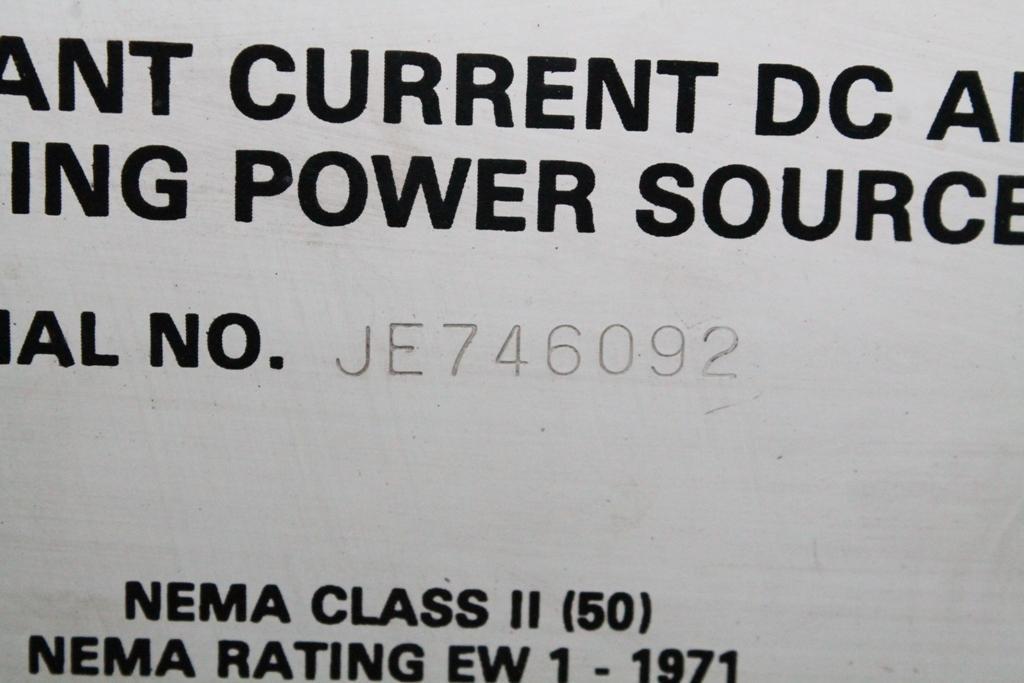 ANT CURRENT DC A
ING POWER SOURCE
IAL NO. JE746092
NEMA CLASS II (50)
NEMA RATING EW 1 - 1971